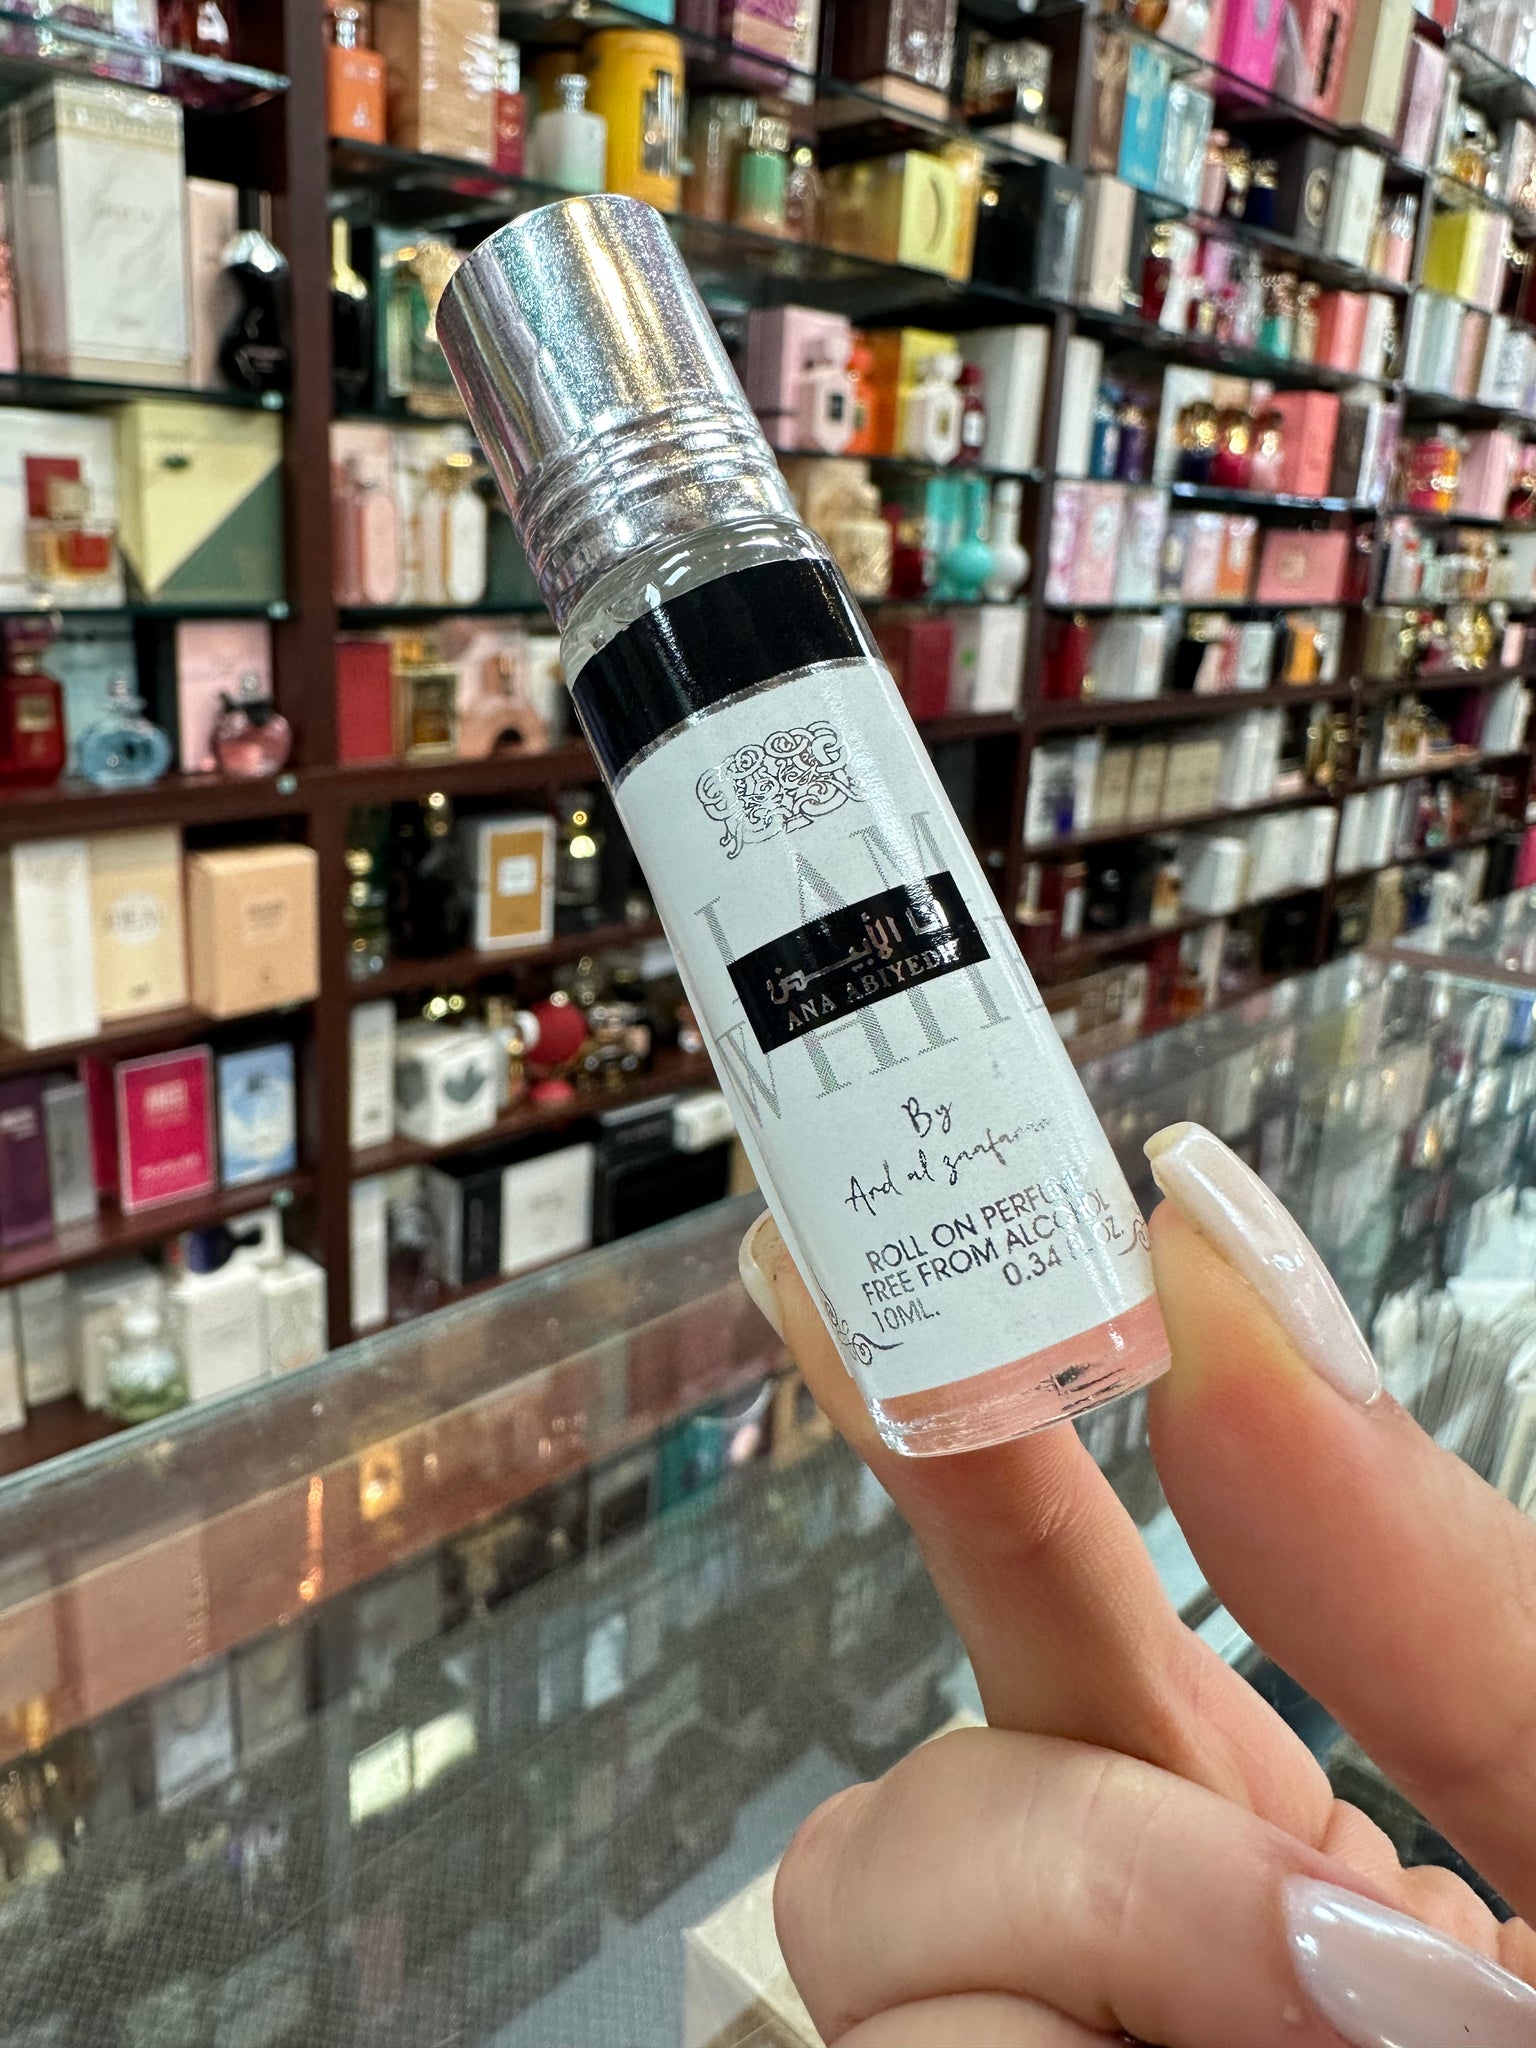 I AM
أنا الأبيــض
ANA ABIYEDH
WHITE
By
Ard al zaafaran
ROLL ON PERFUME
FREE FROM ALCOHOL
10ML. 0.34 FL.OZ.